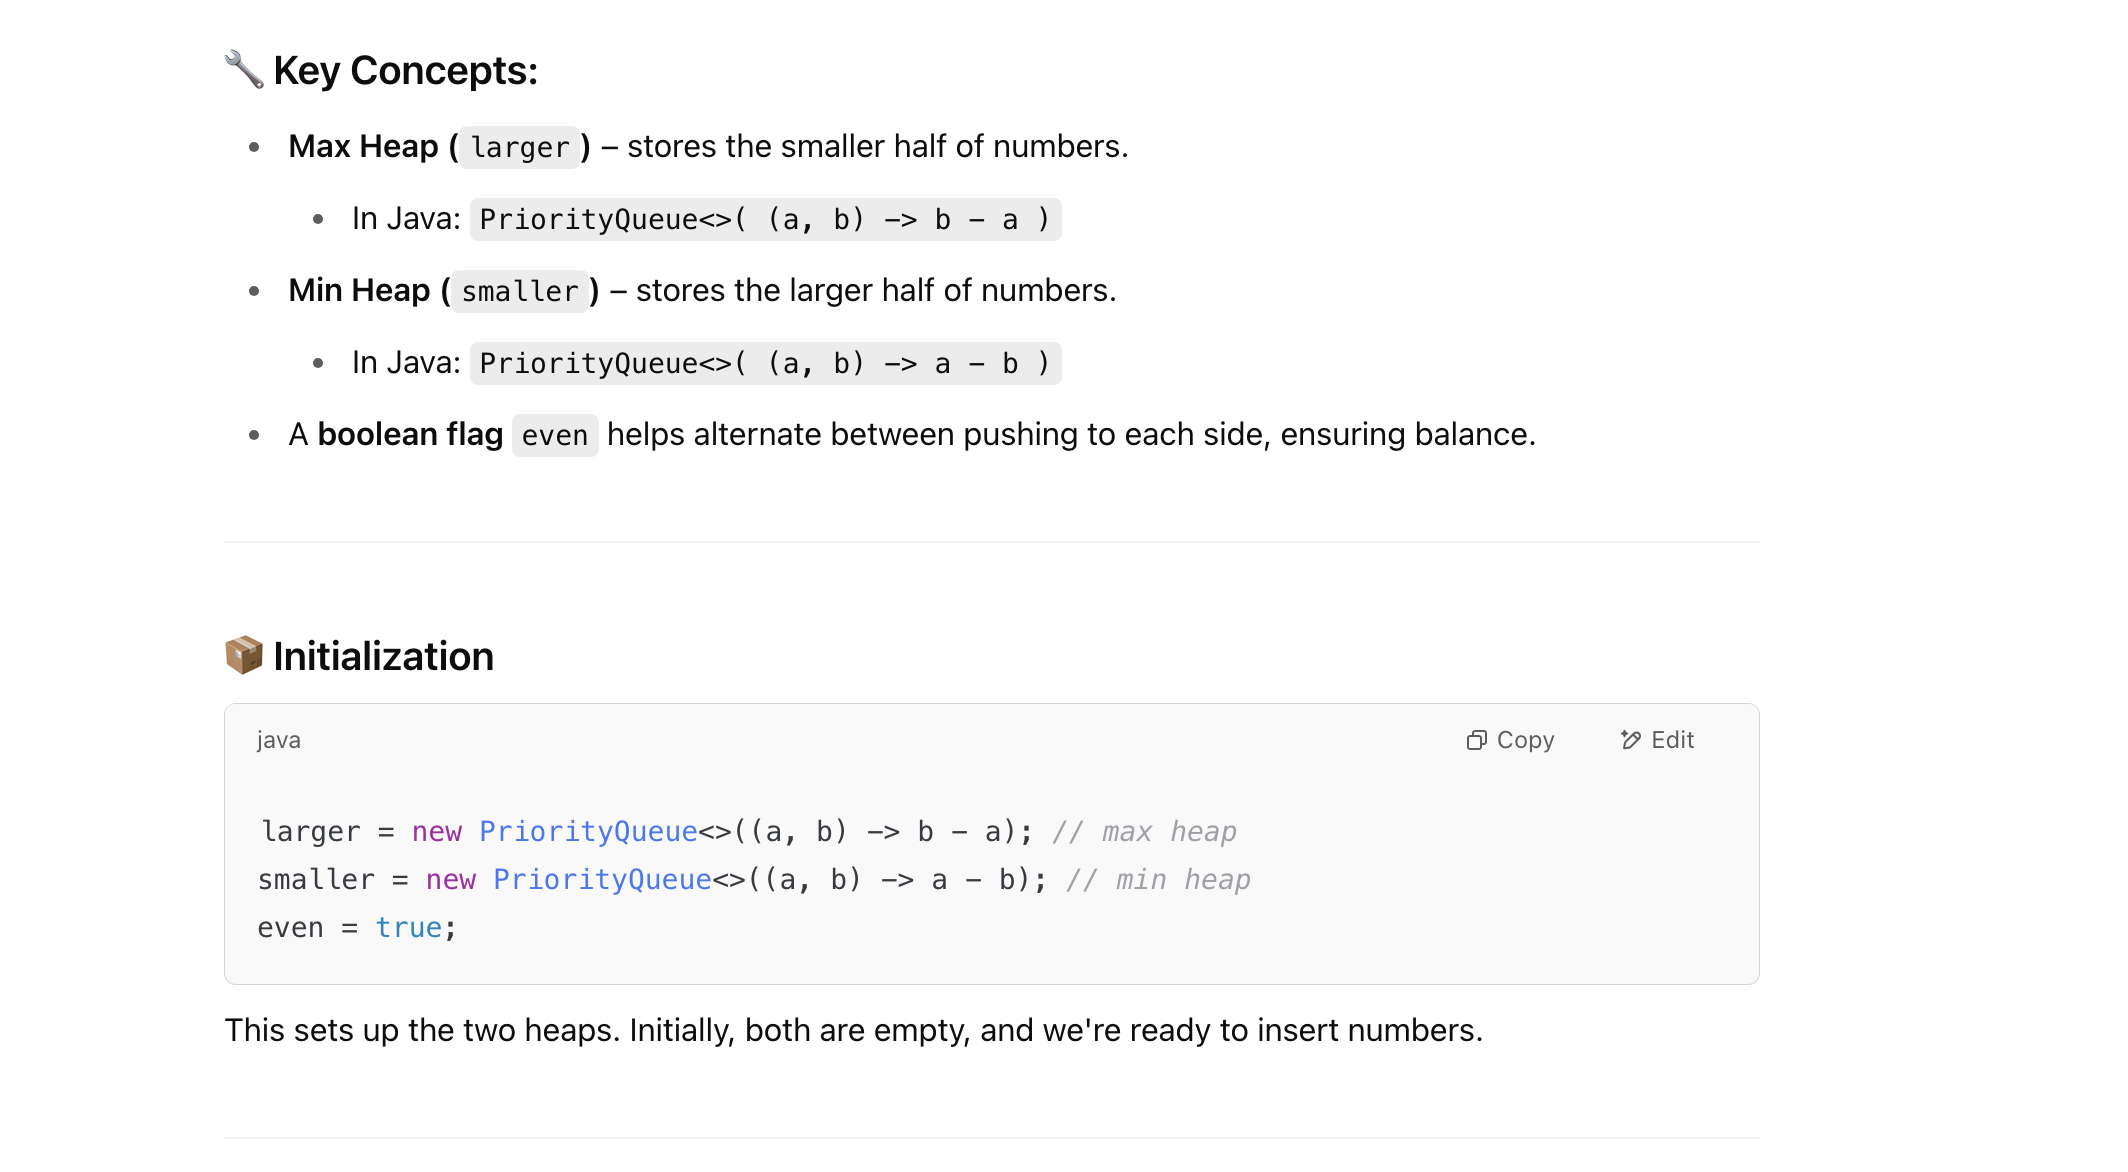 🔧 Key Concepts:
• Max Heap ( larger ) – stores the smaller half of numbers.
• In Java: PriorityQueue<>( (a, b) -> b - a )
• Min Heap ( smaller ) – stores the larger half of numbers.
• In Java: PriorityQueue<>( (a, b) -> a - b )
• A boolean flag even helps alternate between pushing to each side, ensuring balance.
📦 Initialization
java Copy Edit
larger = new PriorityQueue<>((a, b) -> b - a); // max heap
smaller = new PriorityQueue<>((a, b) -> a - b); // min heap
even = true;
This sets up the two heaps. Initially, both are empty, and we're ready to insert numbers.